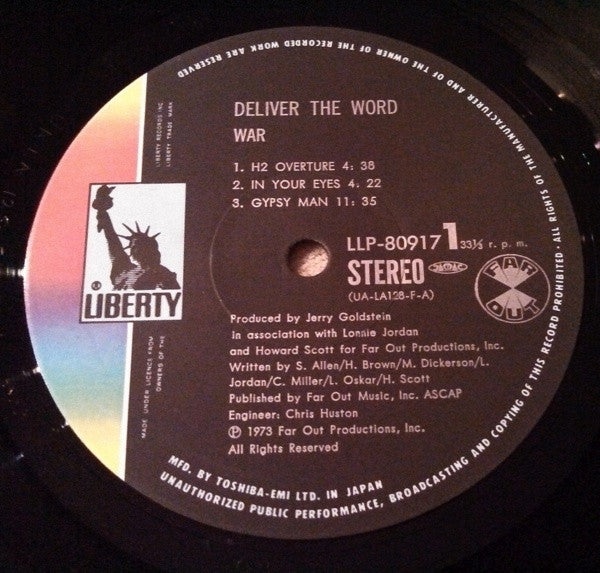 DELIVER THE WORD
WAR
1. H2 OVERTURE 4: 38
2. IN YOUR EYES 4: 22
3. GYPSY MAN 11: 35
LLP-80917 1 33⅓ r. p. m.
STEREO JASRAC
(UA-LA128-F-A)
FAR OUT
LIBERTY RECORDS INC
LIBERTY TRADE MARK
® LIBERTY
MADE UNDER LICENCE FROM
OWNERS OF THE
Produced by Jerry Goldstein
in association with Lonnie Jordan
and Howard Scott for Far Out Productions, Inc.
Written by S. Allen/H. Brown/M. Dickerson/L.
Jordan/C. Miller/L. Oskar/H. Scott
Published by Far Out Music, Inc. ASCAP
Engineer: Chris Huston
℗ 1973 Far Out Productions, Inc.
All Rights Reserved
MFD. BY TOSHIBA-EMI LTD. IN JAPAN
UNAUTHORIZED PUBLIC PERFORMANCE, BROADCASTING AND COPYING OF THIS RECORD PROHIBITED · ALL RIGHTS OF THE MANUFACTURER AND OF THE OWNER OF THE RECORDED WORK ARE RESERVED.